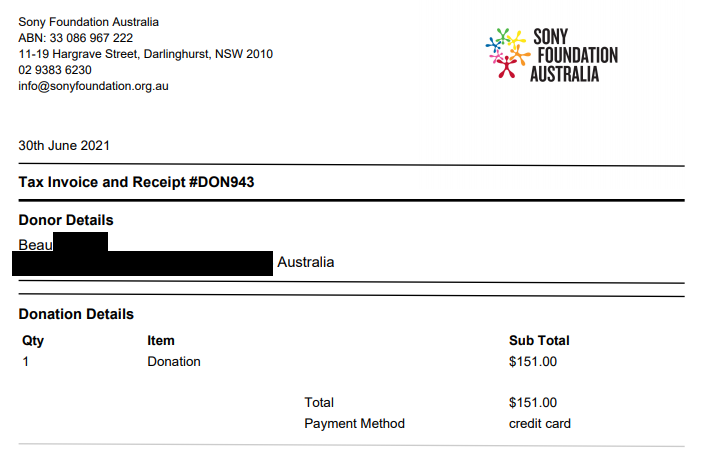 Sony Foundation Australia
ABN: 33 086 967 222
11-19 Hargrave Street, Darlinghurst, NSW 2010
02 9383 6230
info@sonyfoundation.org.au
SONY
FOUNDATION
AUSTRALIA
30th June 2021
Tax Invoice and Receipt #DON943
Donor Details
Beau
Australia
Donation Details
Qty Item Sub Total
1 Donation $151.00
Total $151.00
Payment Method credit card